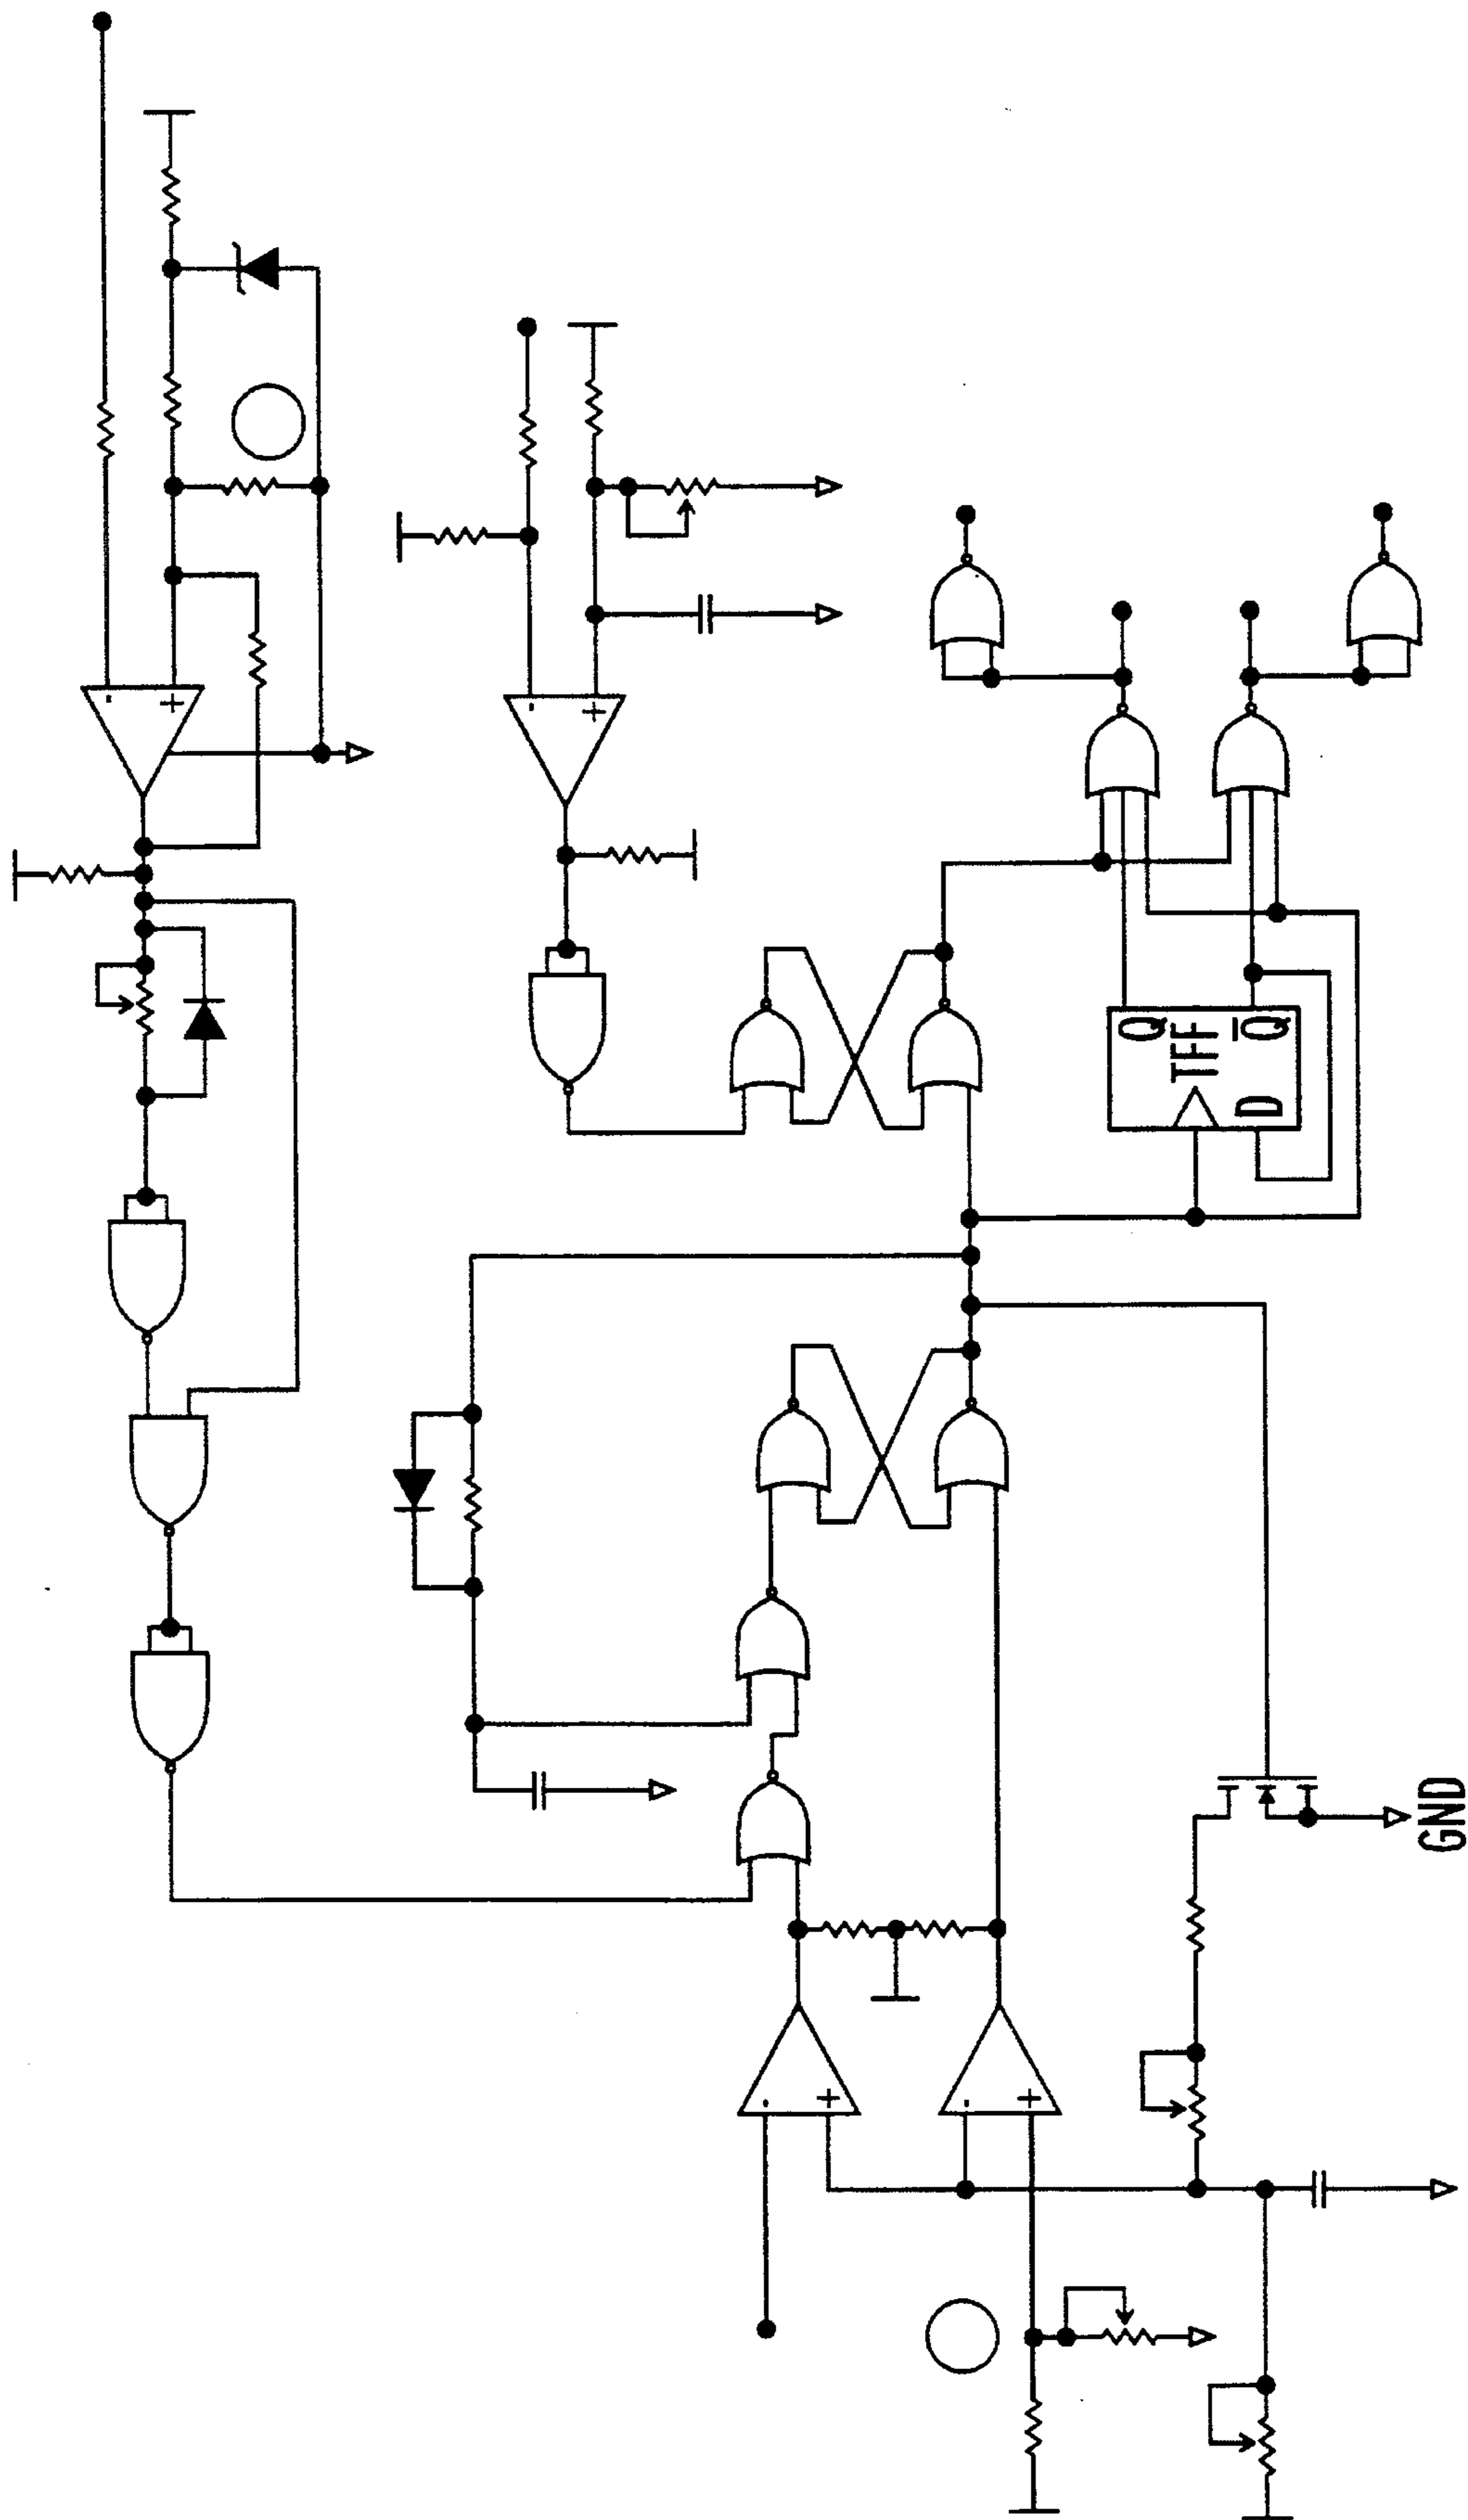 Q
TFF
Q
D
GND
-
+
-
+
-
+
-
+